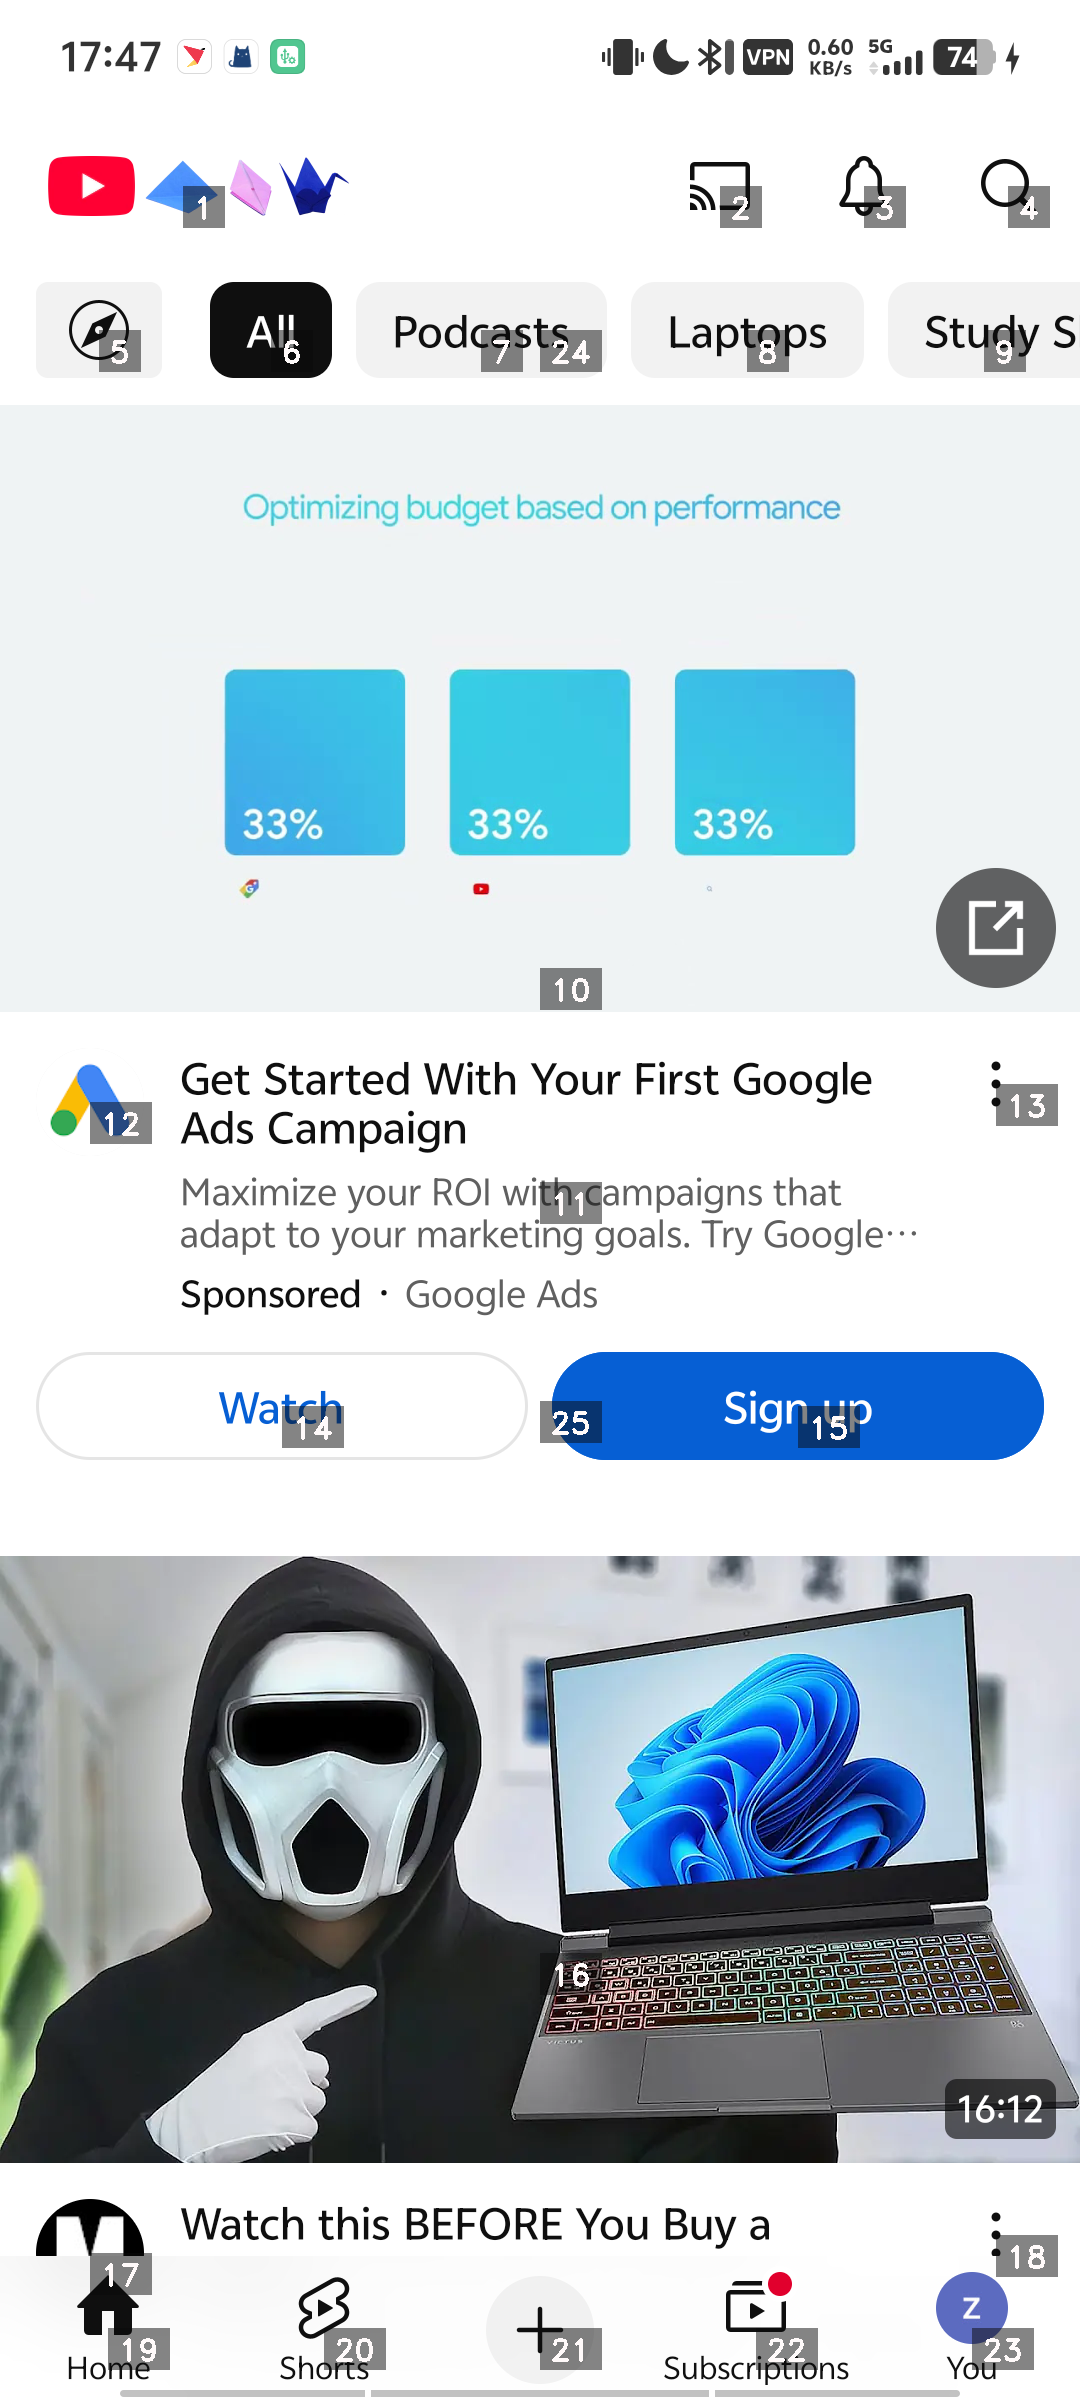 17:47
VPN
0.60
KB/s
5G
74
1
2
3
4
5
All
6
Podcasts
7
24
Laptops
8
Study S
9
Optimizing budget based on performance
33%
33%
33%
10
12
Get Started With Your First Google
Ads Campaign
13
Maximize your ROI with campaigns that
11
adapt to your marketing goals. Try Google...
Sponsored · Google Ads
Watch
14
25
Sign up
15
16
VICTUS
16:12
17
Watch this BEFORE You Buy a
18
Z
19
20
21
22
23
Home
Shorts
Subscriptions
You